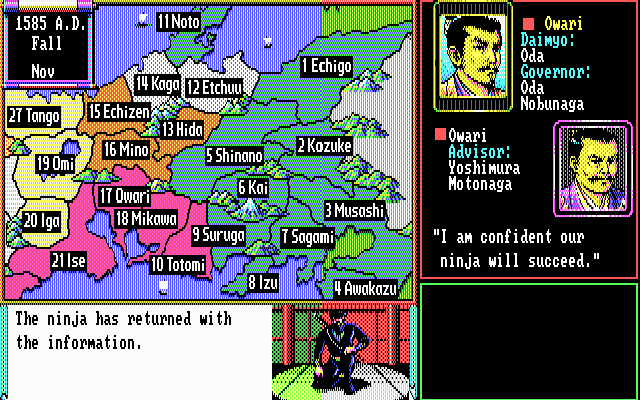 1585 A.D.
Fall
Nov
11 Noto
1 Echigo
14 Kaga
12 Etchuu
27 Tango
15 Echizen
13 Hida
2 Kozuke
16 Mino
5 Shinano
19 Omi
6 Kai
17 Owari
3 Musashi
18 Mikawa
20 Iga
9 Suruga
7 Sagami
21 Ise
10 Totomi
8 Izu
4 Awakazu
Owari
Daimyo:
Oda
Governor:
Oda
Nobunaga
Owari
Advisor:
Yoshimura
Motonaga
"I am confident our
ninja will succeed."
The ninja has returned with
the information.